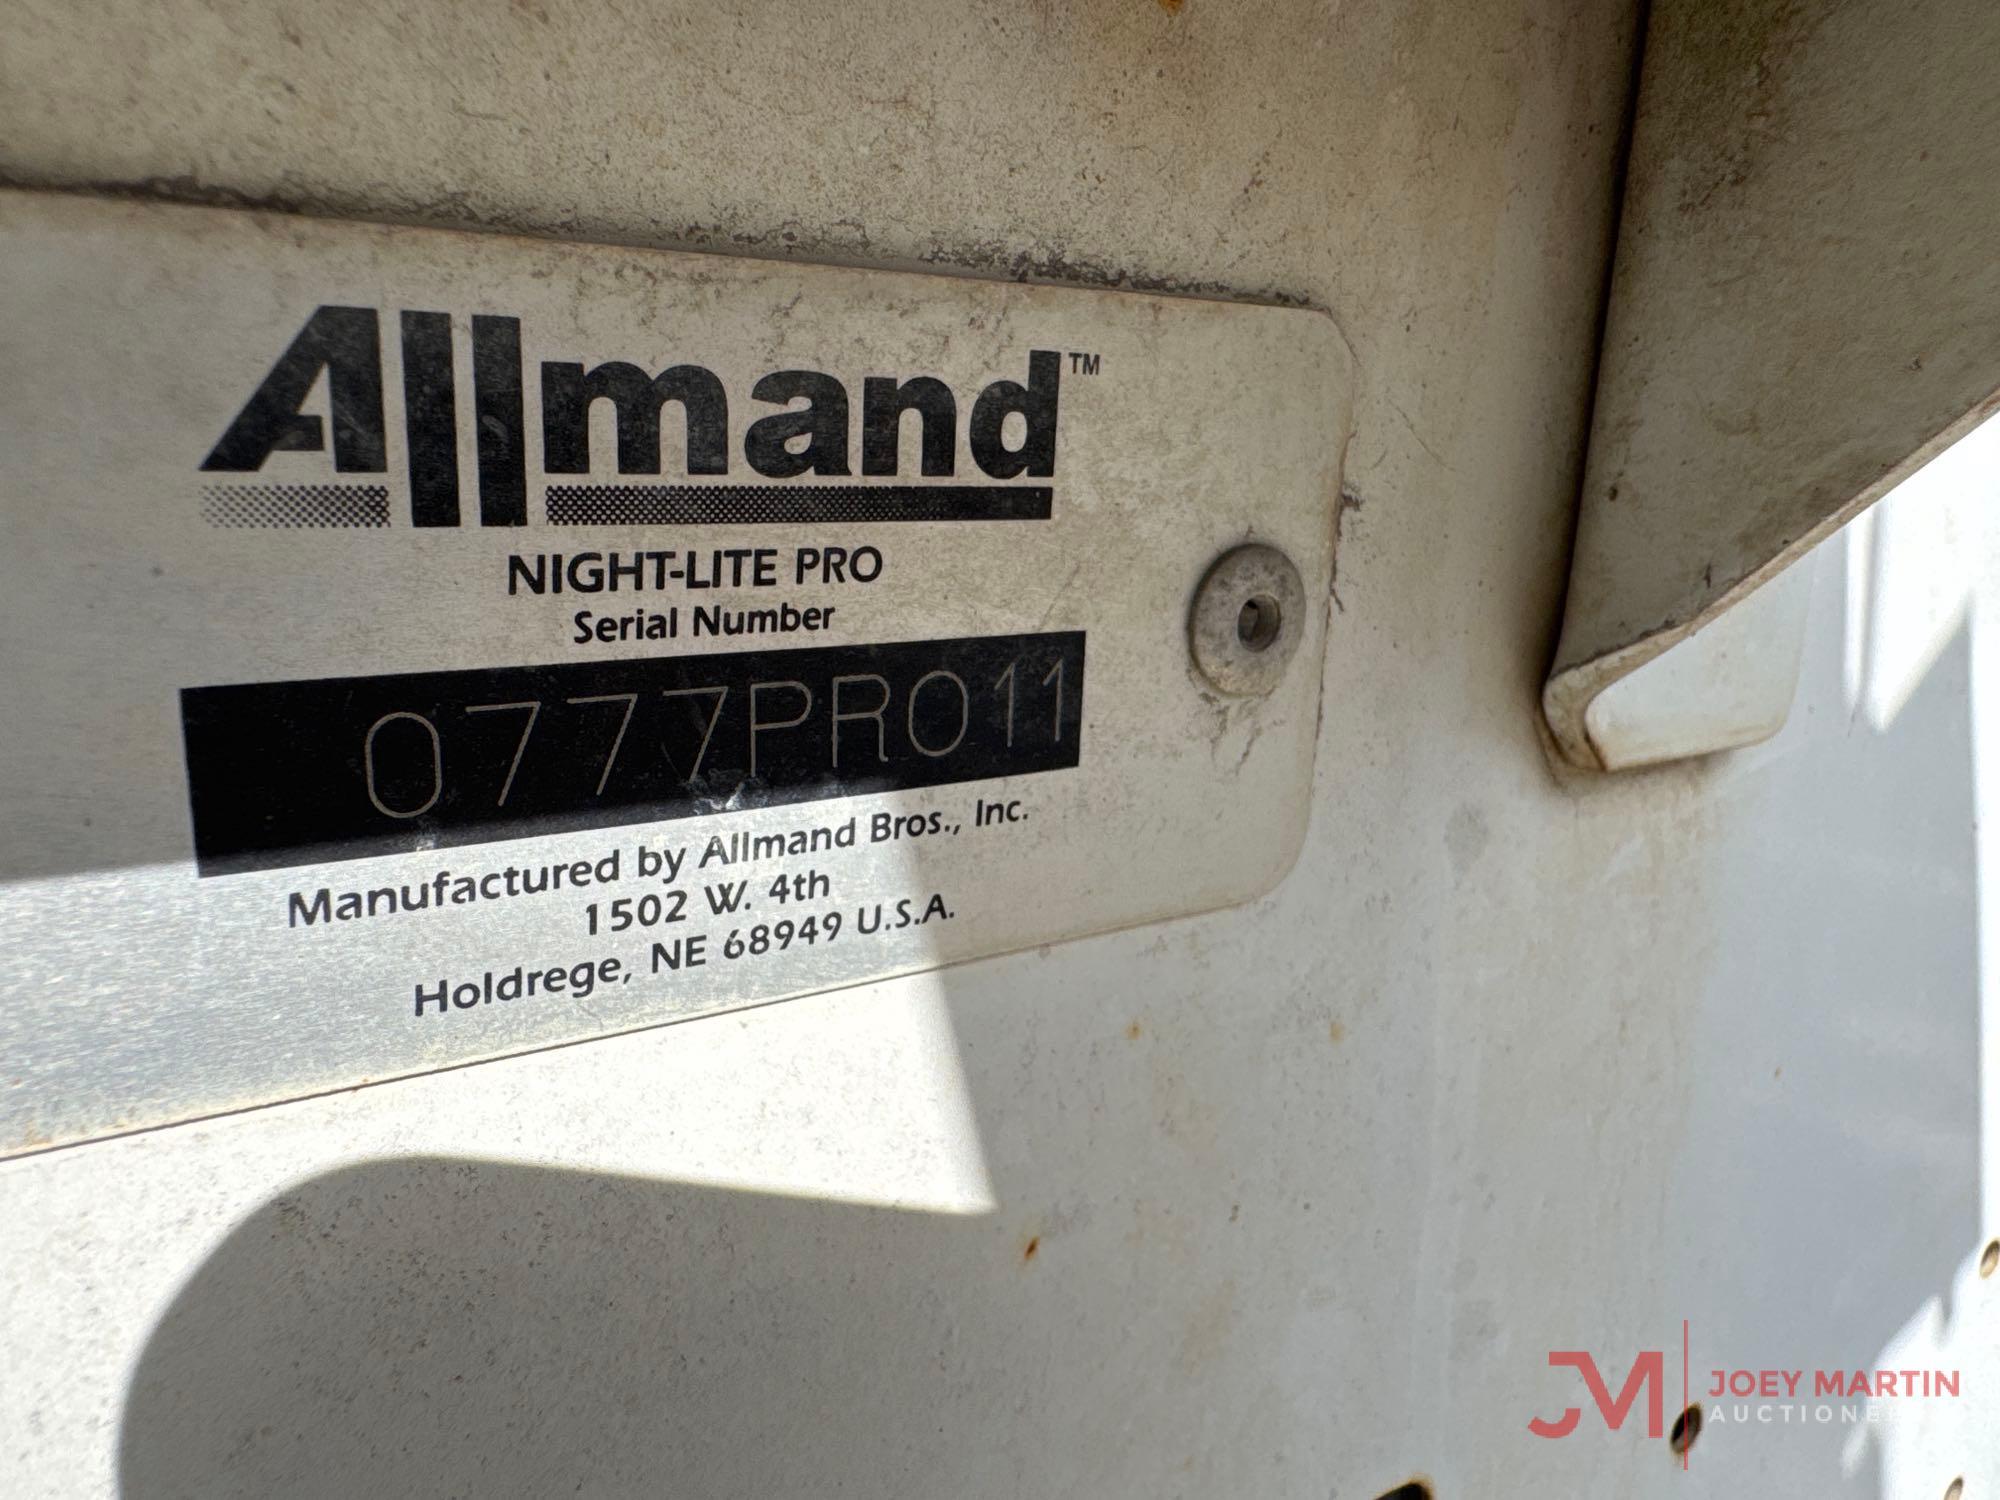 Allmand™
NIGHT-LITE PRO
Serial Number
0777PRO11
Manufactured by Allmand Bros., Inc.
1502 W. 4th
Holdrege, NE 68949 U.S.A.
JM
JOEY MARTIN